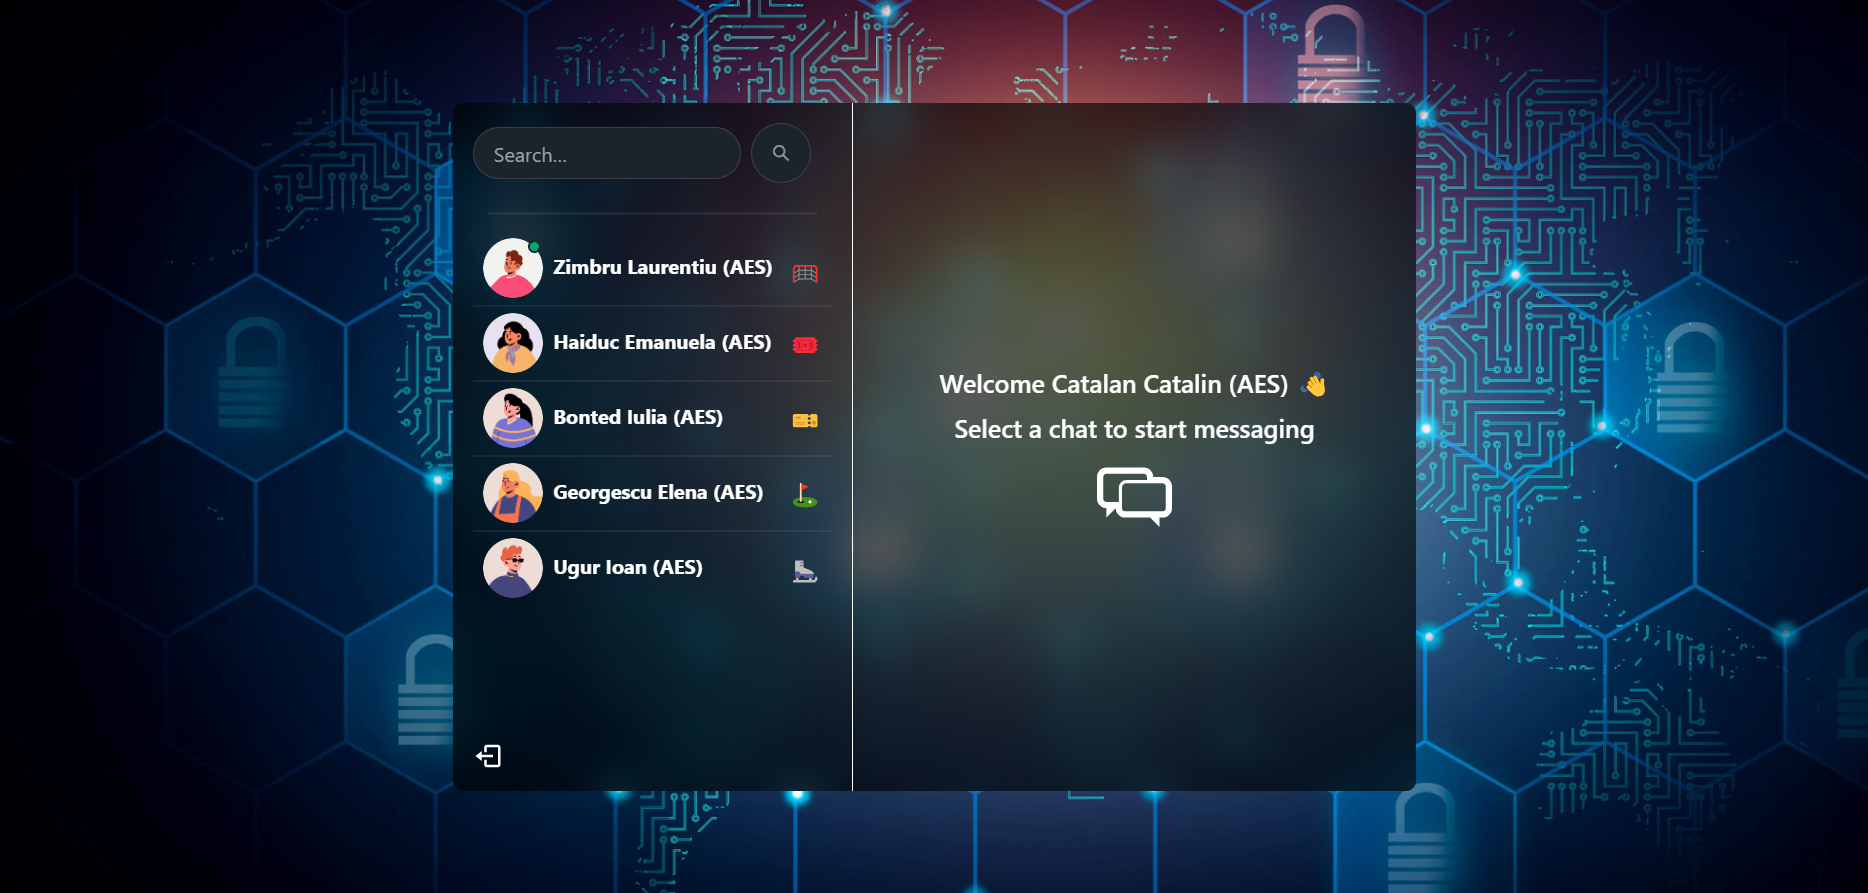 Search...
Zimbru Laurentiu (AES)
Haiduc Emanuela (AES)
Bonted Iulia (AES)
Georgescu Elena (AES)
Ugur Ioan (AES)
Welcome Catalan Catalin (AES) 👋
Select a chat to start messaging